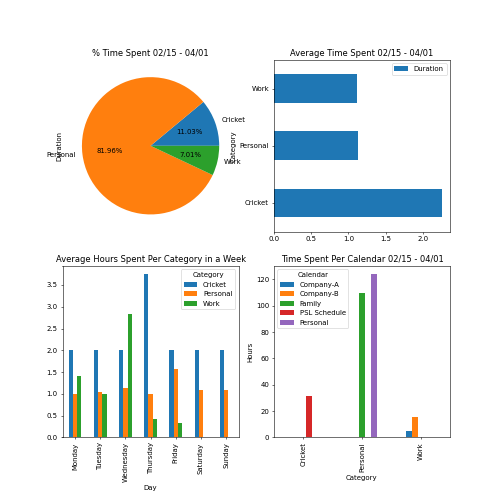 % Time Spent 02/15 - 04/01
Cricket
11.03%
81.96%
Personal
7.01%
Work
Duration
Average Time Spent 02/15 - 04/01
Duration
Work
Personal
Cricket
Category
0.0 0.5 1.0 1.5 2.0
Average Hours Spent Per Category in a Week
Category
Cricket
Personal
Work
3.5
3.0
2.5
2.0
1.5
1.0
0.5
0.0
Monday
Tuesday
Wednesday
Thursday
Friday
Saturday
Sunday
Day
Time Spent Per Calendar 02/15 - 04/01
Calendar
Company-A
Company-B
Family
PSL Schedule
Personal
Hours
120
100
80
60
40
20
0
Cricket
Personal
Work
Category